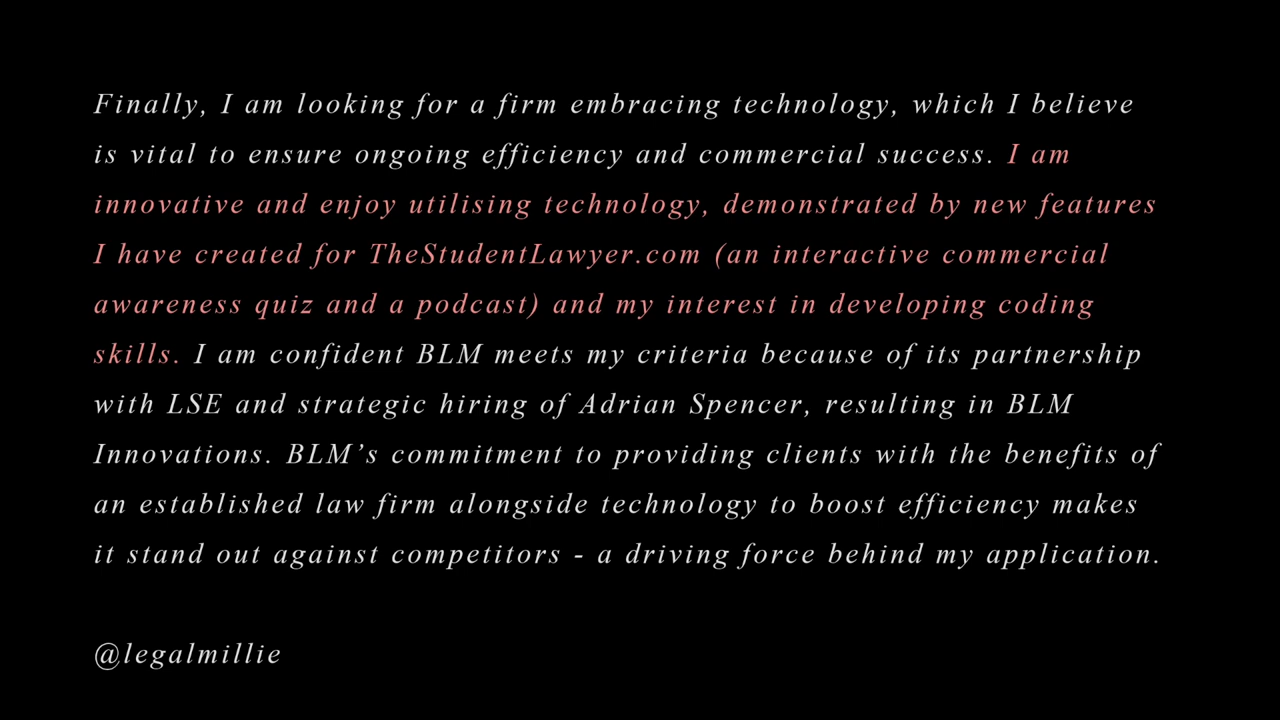 Finally, I am looking for a firm embracing technology, which I believe
is vital to ensure ongoing efficiency and commercial success. I am
innovative and enjoy utilising technology, demonstrated by new features
I have created for TheStudentLawyer.com (an interactive commercial
awareness quiz and a podcast) and my interest in developing coding
skills. I am confident BLM meets my criteria because of its partnership
with LSE and strategic hiring of Adrian Spencer, resulting in BLM
Innovations. BLM’s commitment to providing clients with the benefits of
an established law firm alongside technology to boost efficiency makes
it stand out against competitors - a driving force behind my application.
@legalmillie